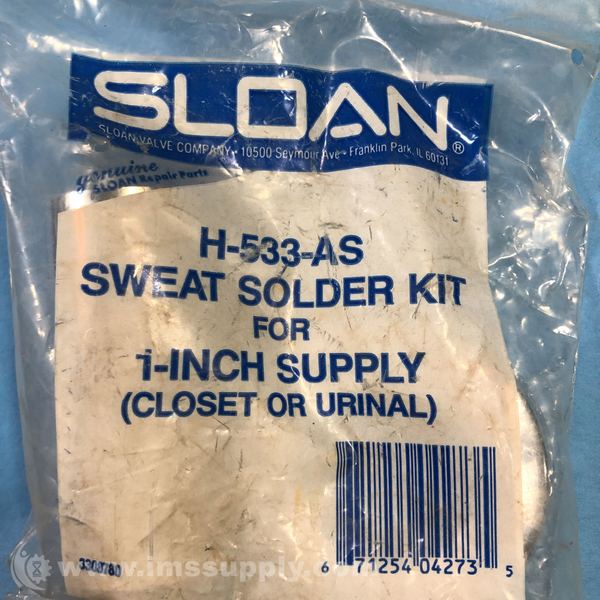 SLOAN®
SLOAN VALVE COMPANY • 10500 Seymour Ave • Franklin Park, IL 60131
genuine
SLOAN Repair Parts
H-533-AS
SWEAT SOLDER KIT
FOR
1-INCH SUPPLY
(CLOSET OR URINAL)
3308780
6 71254 04273 5
www.imssupply.com